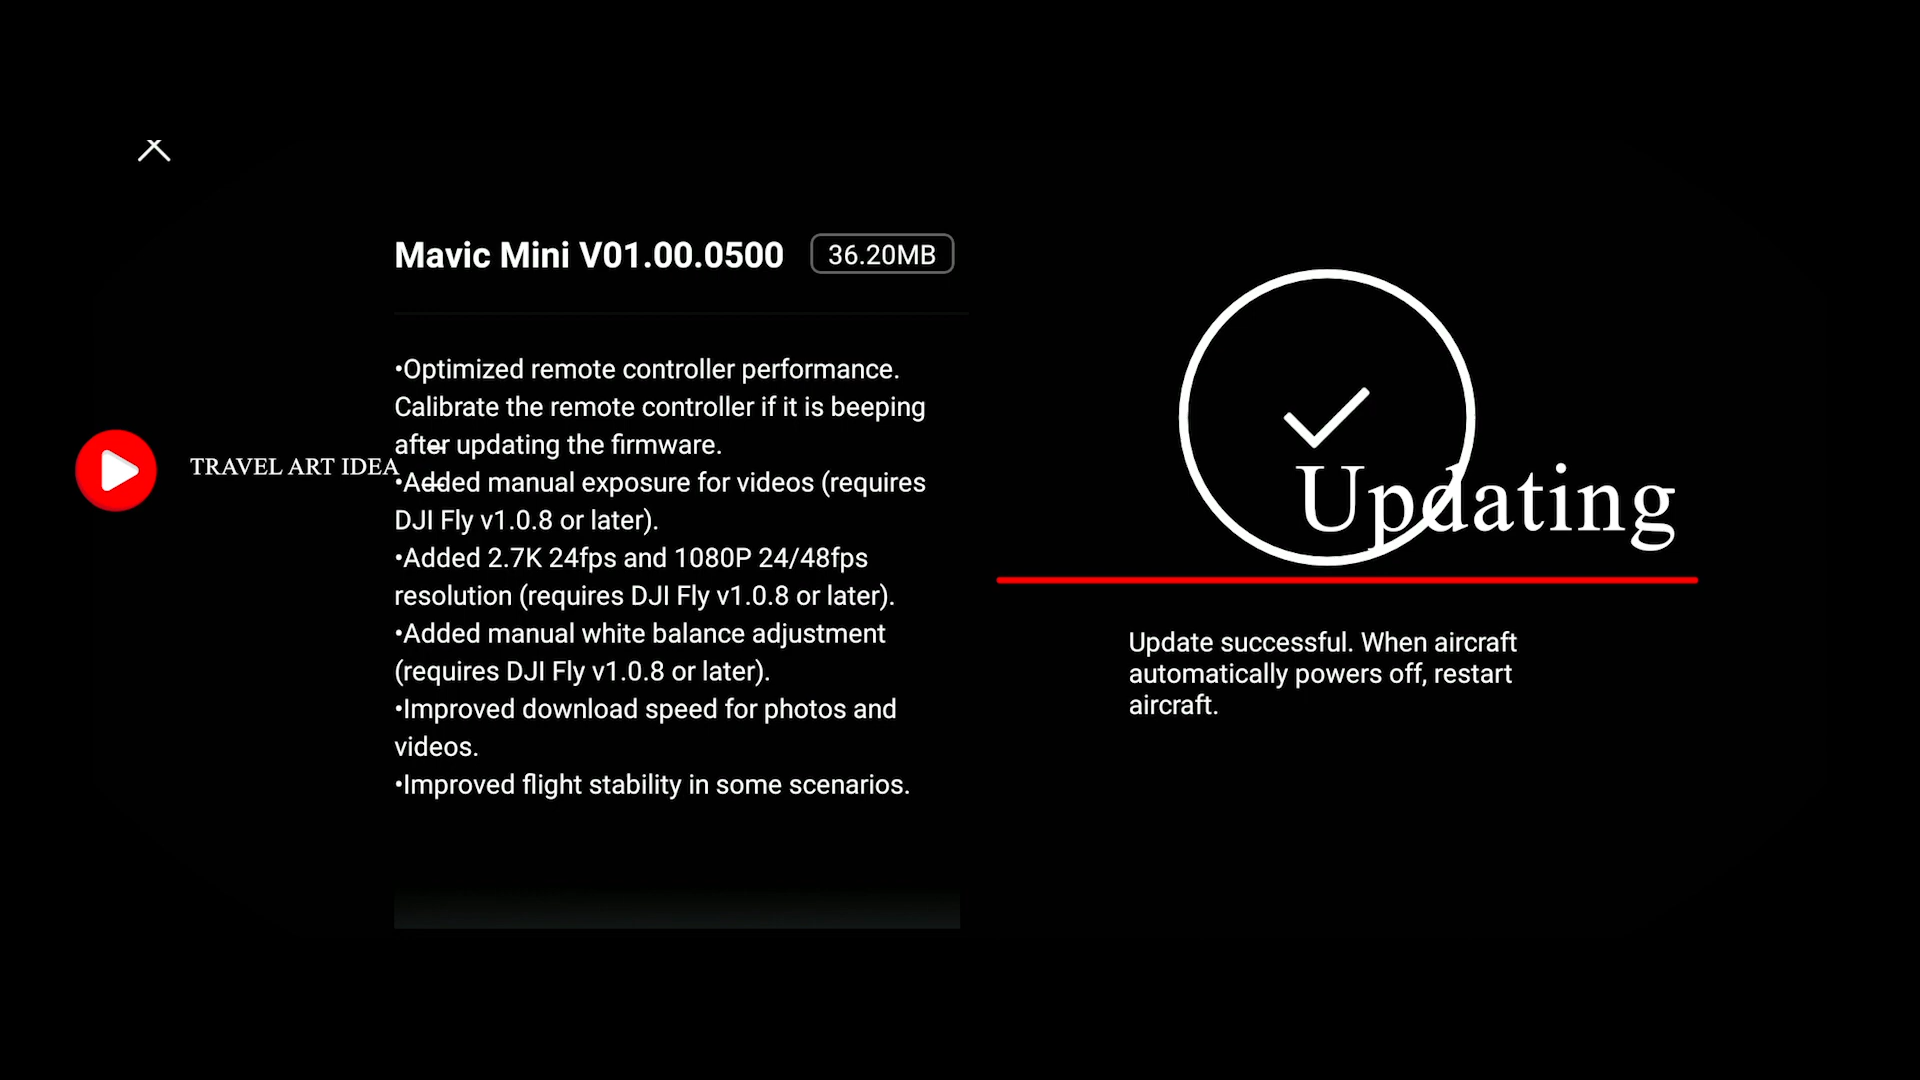 Mavic Mini V01.00.0500 36.20MB
•Optimized remote controller performance.
Calibrate the remote controller if it is beeping
after updating the firmware.
•Added manual exposure for videos (requires
DJI Fly v1.0.8 or later).
•Added 2.7K 24fps and 1080P 24/48fps
resolution (requires DJI Fly v1.0.8 or later).
•Added manual white balance adjustment
(requires DJI Fly v1.0.8 or later).
•Improved download speed for photos and
videos.
•Improved flight stability in some scenarios.
TRAVEL ART IDEA
Updating
Update successful. When aircraft
automatically powers off, restart
aircraft.